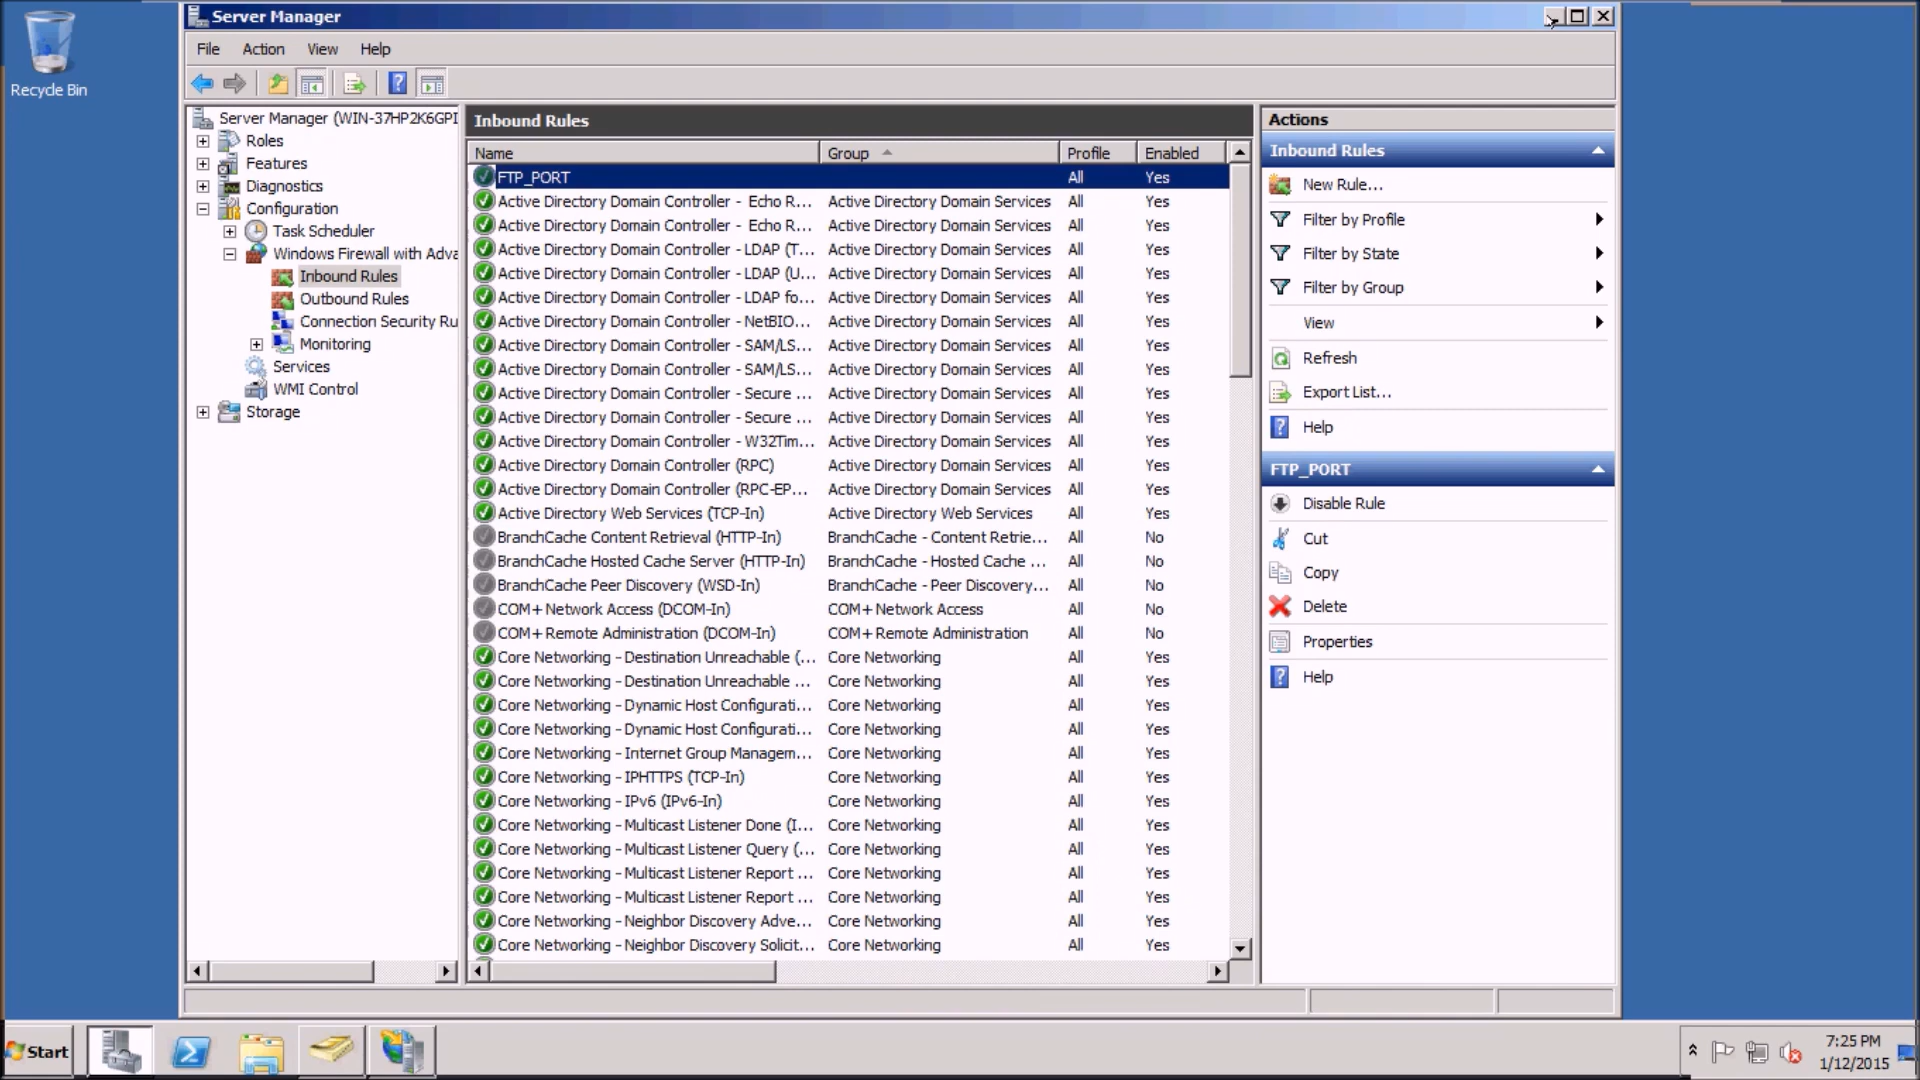 Server Manager
Recycle Bin
File Action View Help
Server Manager (WIN-37HP2K6GPI
Roles
Features
Diagnostics
Configuration
Task Scheduler
Windows Firewall with Adva
Inbound Rules
Outbound Rules
Connection Security Ru
Monitoring
Services
WMI Control
Storage
Inbound Rules
Name Group Profile Enabled
FTP_PORT All Yes
Active Directory Domain Controller - Echo R... Active Directory Domain Services All Yes
Active Directory Domain Controller - Echo R... Active Directory Domain Services All Yes
Active Directory Domain Controller - LDAP (T... Active Directory Domain Services All Yes
Active Directory Domain Controller - LDAP (U... Active Directory Domain Services All Yes
Active Directory Domain Controller - LDAP fo... Active Directory Domain Services All Yes
Active Directory Domain Controller - NetBIO... Active Directory Domain Services All Yes
Active Directory Domain Controller - SAM/LS... Active Directory Domain Services All Yes
Active Directory Domain Controller - SAM/LS... Active Directory Domain Services All Yes
Active Directory Domain Controller - Secure ... Active Directory Domain Services All Yes
Active Directory Domain Controller - Secure ... Active Directory Domain Services All Yes
Active Directory Domain Controller - W32Tim... Active Directory Domain Services All Yes
Active Directory Domain Controller (RPC) Active Directory Domain Services All Yes
Active Directory Domain Controller (RPC-EP... Active Directory Domain Services All Yes
Active Directory Web Services (TCP-In) Active Directory Web Services All Yes
BranchCache Content Retrieval (HTTP-In) BranchCache - Content Retrie... All No
BranchCache Hosted Cache Server (HTTP-In) BranchCache - Hosted Cache ... All No
BranchCache Peer Discovery (WSD-In) BranchCache - Peer Discovery... All No
COM+ Network Access (DCOM-In) COM+ Network Access All No
COM+ Remote Administration (DCOM-In) COM+ Remote Administration All No
Core Networking - Destination Unreachable (... Core Networking All Yes
Core Networking - Destination Unreachable ... Core Networking All Yes
Core Networking - Dynamic Host Configurati... Core Networking All Yes
Core Networking - Dynamic Host Configurati... Core Networking All Yes
Core Networking - Internet Group Managem... Core Networking All Yes
Core Networking - IPHTTPS (TCP-In) Core Networking All Yes
Core Networking - IPv6 (IPv6-In) Core Networking All Yes
Core Networking - Multicast Listener Done (I... Core Networking All Yes
Core Networking - Multicast Listener Query (... Core Networking All Yes
Core Networking - Multicast Listener Report ... Core Networking All Yes
Core Networking - Multicast Listener Report ... Core Networking All Yes
Core Networking - Neighbor Discovery Adve... Core Networking All Yes
Core Networking - Neighbor Discovery Solicit... Core Networking All Yes
Actions
Inbound Rules
New Rule...
Filter by Profile
Filter by State
Filter by Group
View
Refresh
Export List...
Help
FTP_PORT
Disable Rule
Cut
Copy
Delete
Properties
Help
Start
7:25 PM
1/12/2015